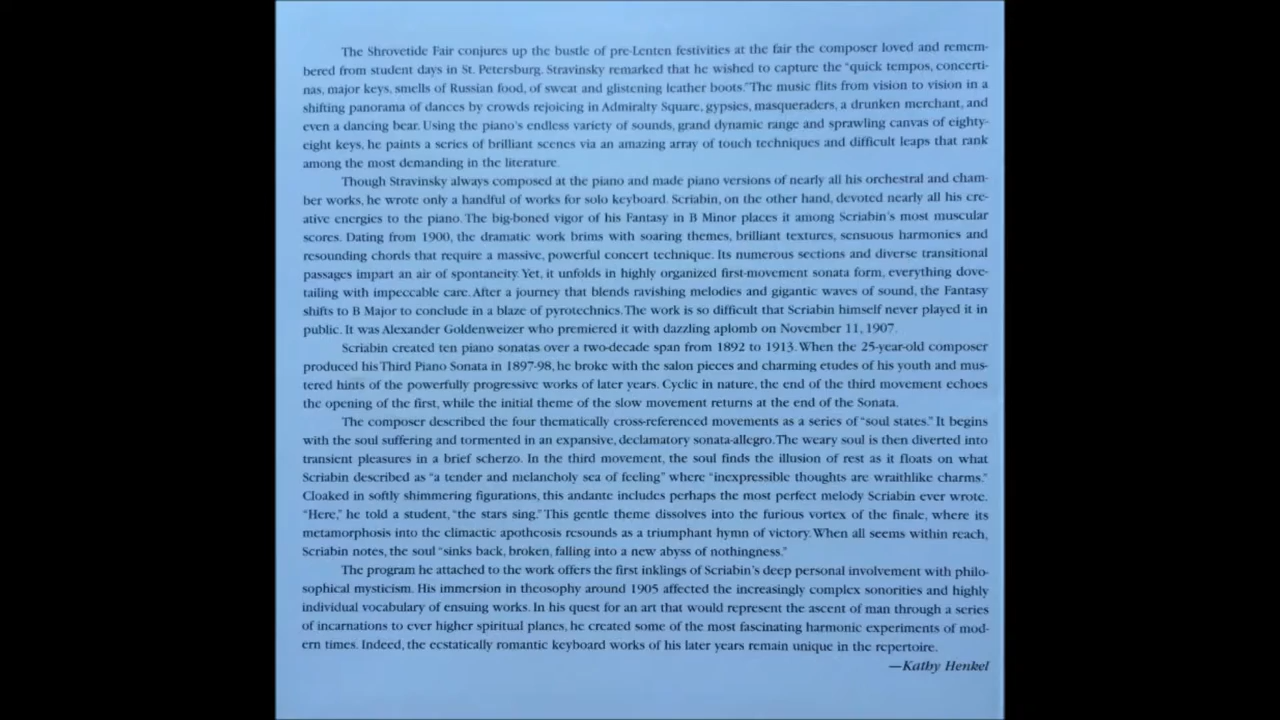 The Shrovetide Fair conjures up the bustle of pre-Lenten festivities at the fair the composer loved and remem-
bered from student days in St. Petersburg. Stravinsky remarked that he wished to capture the "quick tempos, concerti-
nas, major keys, smells of Russian food, of sweat and glistening leather boots." The music flits from vision to vision in a
shifting panorama of dances by crowds rejoicing in Admiralty Square, gypsies, masqueraders, a drunken merchant, and
even a dancing bear. Using the piano's endless variety of sounds, grand dynamic range and sprawling canvas of eighty-
eight keys, he paints a series of brilliant scenes via an amazing array of touch techniques and difficult leaps that rank
among the most demanding in the literature.
Though Stravinsky always composed at the piano and made piano versions of nearly all his orchestral and cham-
ber works, he wrote only a handful of works for solo keyboard. Scriabin, on the other hand, devoted nearly all his cre-
ative energies to the piano. The big-boned vigor of his Fantasy in B Minor places it among Scriabin's most muscular
scores. Dating from 1900, the dramatic work brims with soaring themes, brilliant textures, sensuous harmonies and
resounding chords that require a massive, powerful concert technique. Its numerous sections and diverse transitional
passages impart an air of spontaneity. Yet, it unfolds in highly organized first-movement sonata form, everything dove-
tailing with impeccable care. After a journey that blends ravishing melodies and gigantic waves of sound, the Fantasy
shifts to B Major to conclude in a blaze of pyrotechnics. The work is so difficult that Scriabin himself never played it in
public. It was Alexander Goldenweizer who premiered it with dazzling aplomb on November 11, 1907.
Scriabin created ten piano sonatas over a two-decade span from 1892 to 1913. When the 25-year-old composer
produced his Third Piano Sonata in 1897-98, he broke with the salon pieces and charming etudes of his youth and mus-
tered hints of the powerfully progressive works of later years. Cyclic in nature, the end of the third movement echoes
the opening of the first, while the initial theme of the slow movement returns at the end of the Sonata.
The composer described the four thematically cross-referenced movements as a series of "soul states." It begins
with the soul suffering and tormented in an expansive, declamatory sonata-allegro. The weary soul is then diverted into
transient pleasures in a brief scherzo. In the third movement, the soul finds the illusion of rest as it floats on what
Scriabin described as "a tender and melancholy sea of feeling" where "inexpressible thoughts are wraithlike charms."
Cloaked in softly shimmering figurations, this andante includes perhaps the most perfect melody Scriabin ever wrote.
"Here," he told a student, "the stars sing." This gentle theme dissolves into the furious vortex of the finale, where its
metamorphosis into the climactic apotheosis resounds as a triumphant hymn of victory. When all seems within reach,
Scriabin notes, the soul "sinks back, broken, falling into a new abyss of nothingness."
The program he attached to the work offers the first inklings of Scriabin's deep personal involvement with philo-
sophical mysticism. His immersion in theosophy around 1905 affected the increasingly complex sonorities and highly
individual vocabulary of ensuing works. In his quest for an art that would represent the ascent of man through a series
of incarnations to ever higher spiritual planes, he created some of the most fascinating harmonic experiments of mod-
ern times. Indeed, the ecstatically romantic keyboard works of his later years remain unique in the repertoire.
—Kathy Henkel